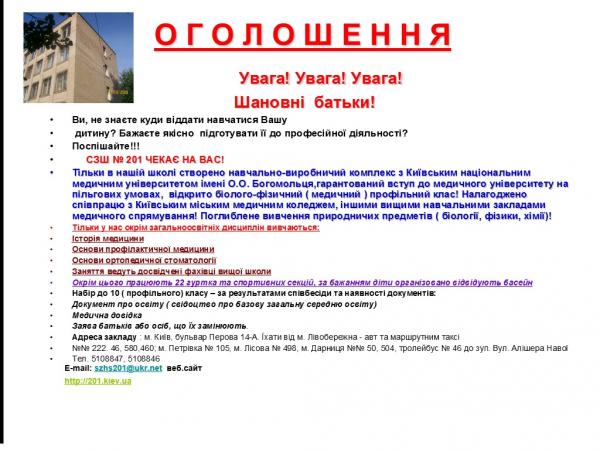 О Г О Л О Ш Е Н Н Я
Увага! Увага! Увага!
Шановні батьки!
• Ви, не знаєте куди віддати навчатися Вашу
• дитину? Бажаєте якісно підготувати її до професійної діяльності?
• Поспішайте!!!
• СЗШ № 201 ЧЕКАЄ НА ВАС!
• Тільки в нашій школі створено навчально-виробничий комплекс з Київським національним
медичним університетом імені О.О. Богомольця,гарантований вступ до медичного університету на
пільгових умовах, відкрито біолого-фізичний ( медичний ) профільний клас! Налагоджено
співпрацю з Київським міським медичним коледжем, іншими вищими навчальними закладами
медичного спрямування! Поглиблене вивчення природничих предметів ( біології, фізики, хімії)!
• Тільки у нас окрім загальноосвітніх дисциплін вивчаються:
• Історія медицини
• Основи профілактичної медицини
• Основи ортопедичної стоматології
• Заняття ведуть досвідчені фахівці вищої школи
• Окрім цього працюють 22 гуртка та спортивних секцій, за бажанням діти організовано відвідують басейн
• Набір до 10 ( профільного) класу – за результатами співбесіди та наявності документів:
• Документ про освіту ( свідоцтво про базову загальну середню освіту)
• Медична довідка
• Заява батьків або осіб, що їх замінюють.
• Адреса закладу : м. Київ, бульвар Перова 14-А. Їхати від м. Лівобережна - авт та маршрутним таксі
• №№ 222. 46, 580,460; м. Петрівка № 105, м. Лісова № 498, м. Дарниця №№ 50, 504, тролейбус № 46 до зуп. Вул. Алішера Навої
• Тел. 5108847, 5108846
E-mail: szhs201@ukr.net веб.сайт
http://201.kiev.ua